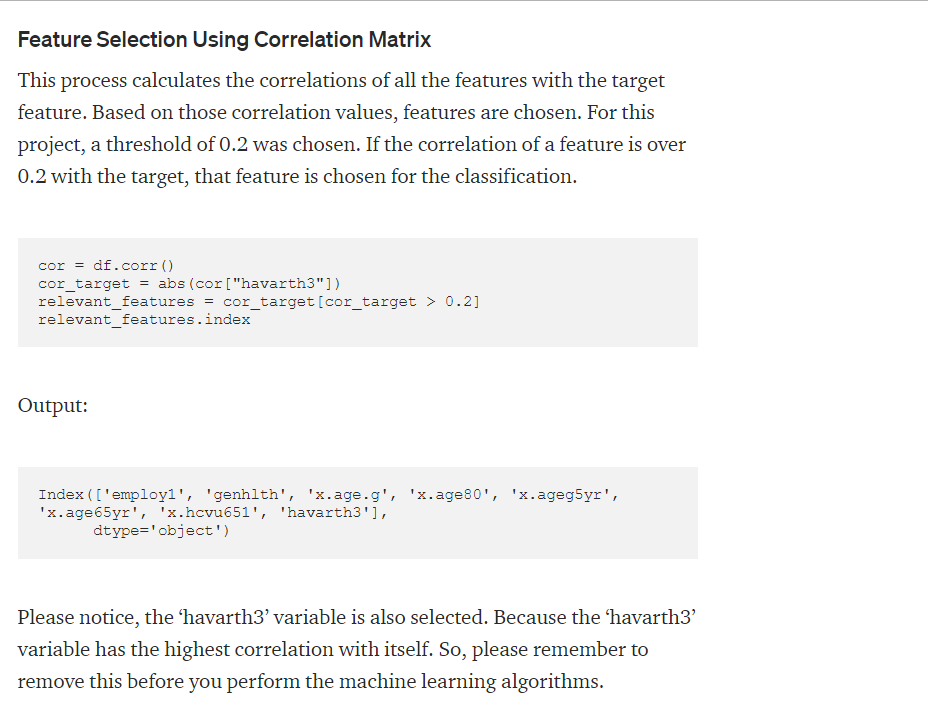 Feature Selection Using Correlation Matrix
This process calculates the correlations of all the features with the target
feature. Based on those correlation values, features are chosen. For this
project, a threshold of 0.2 was chosen. If the correlation of a feature is over
0.2 with the target, that feature is chosen for the classification.
cor = df.corr()
cor_target = abs(cor["havarth3"])
relevant_features = cor_target[cor_target > 0.2]
relevant_features.index
Output:
Index(['employ1', 'genhlth', 'x.age.g', 'x.age80', 'x.ageg5yr',
'x.age65yr', 'x.hcvu651', 'havarth3'],
dtype='object')
Please notice, the ‘havarth3’ variable is also selected. Because the ‘havarth3’
variable has the highest correlation with itself. So, please remember to
remove this before you perform the machine learning algorithms.